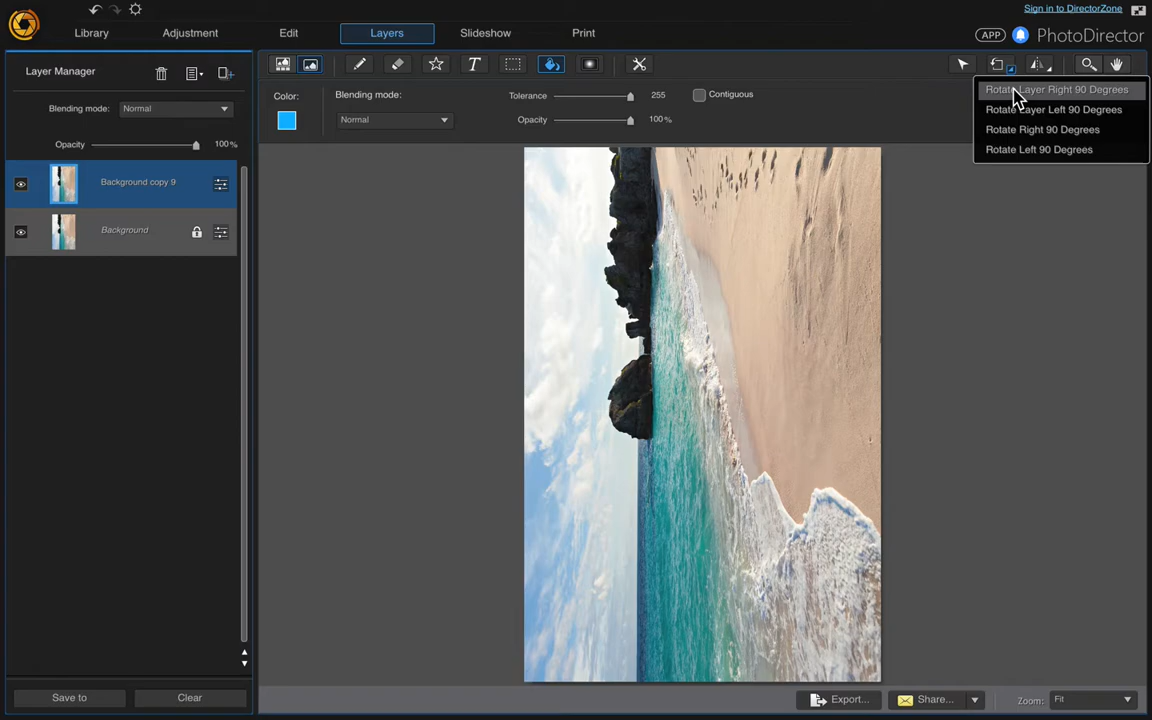 Sign in to DirectorZone
Library
Adjustment
Edit
Layers
Slideshow
Print
APP
PhotoDirector
Layer Manager
Blending mode:
Normal
Opacity
100%
Background copy 9
Background
Color:
Blending mode:
Normal
Tolerance
255
Contiguous
Opacity
100%
Rotate Layer Right 90 Degrees
Rotate Layer Left 90 Degrees
Rotate Right 90 Degrees
Rotate Left 90 Degrees
Save to
Clear
Export...
Share...
Zoom:
Fit